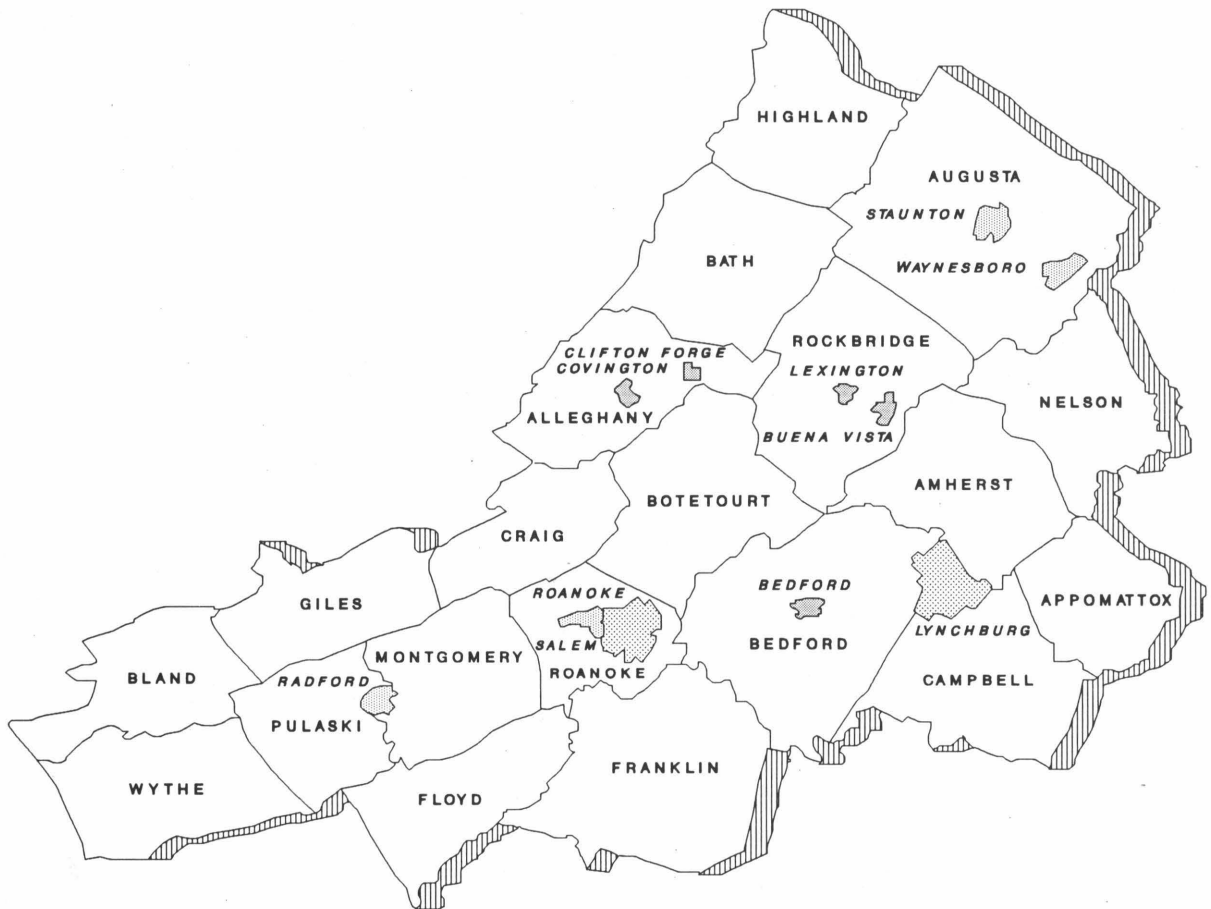 HIGHLAND
AUGUSTA
STAUNTON
WAYNESBORO
BATH
ROCKBRIDGE
CLIFTON FORGE
COVINGTON
LEXINGTON
ALLEGHANY
NELSON
BUENA VISTA
AMHERST
BOTETOURT
CRAIG
BEDFORD
ROANOKE
GILES
APPOMATTOX
LYNCHBURG
SALEM
BEDFORD
MONTGOMERY
ROANOKE
BLAND
RADFORD
CAMPBELL
PULASKI
FRANKLIN
WYTHE
FLOYD